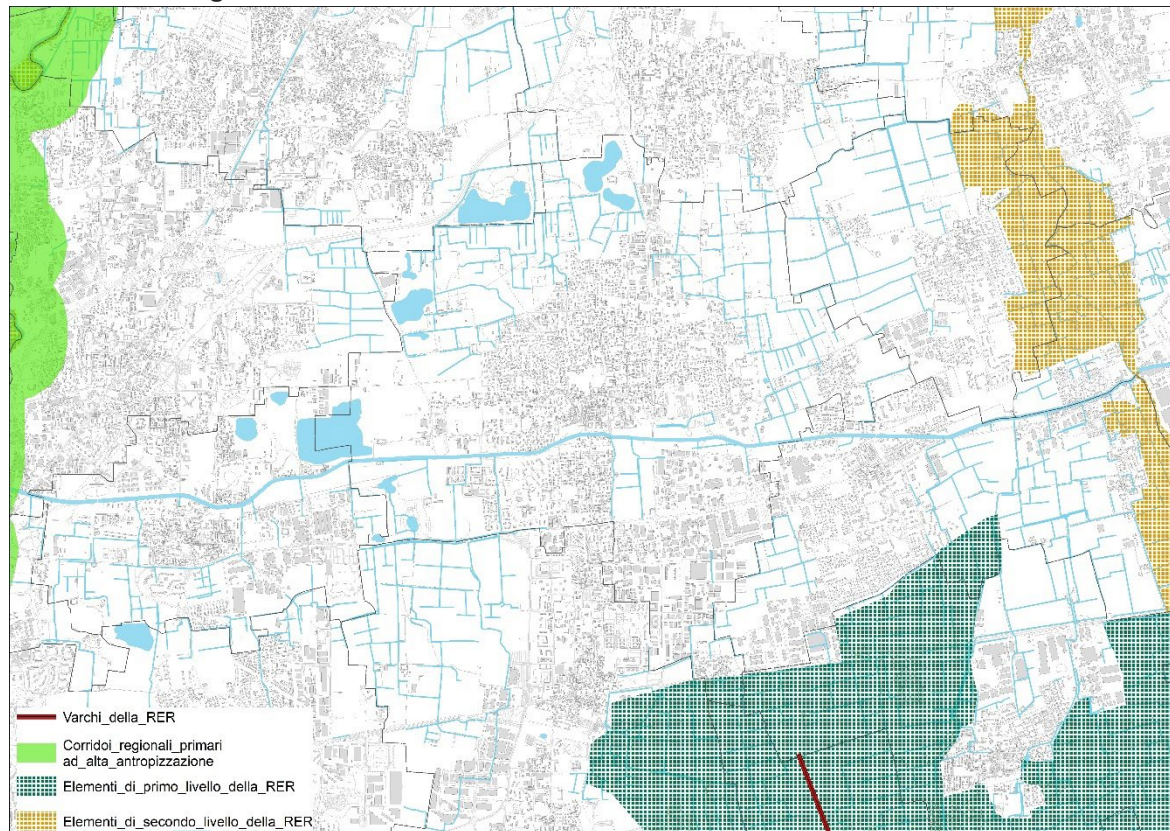 Varchi_della_RER
Corridoi_regionali_primari
ad_alta_antropizzazione
Elementi_di_primo_livello_della_RER
Elementi_di_secondo_livello_della_RER